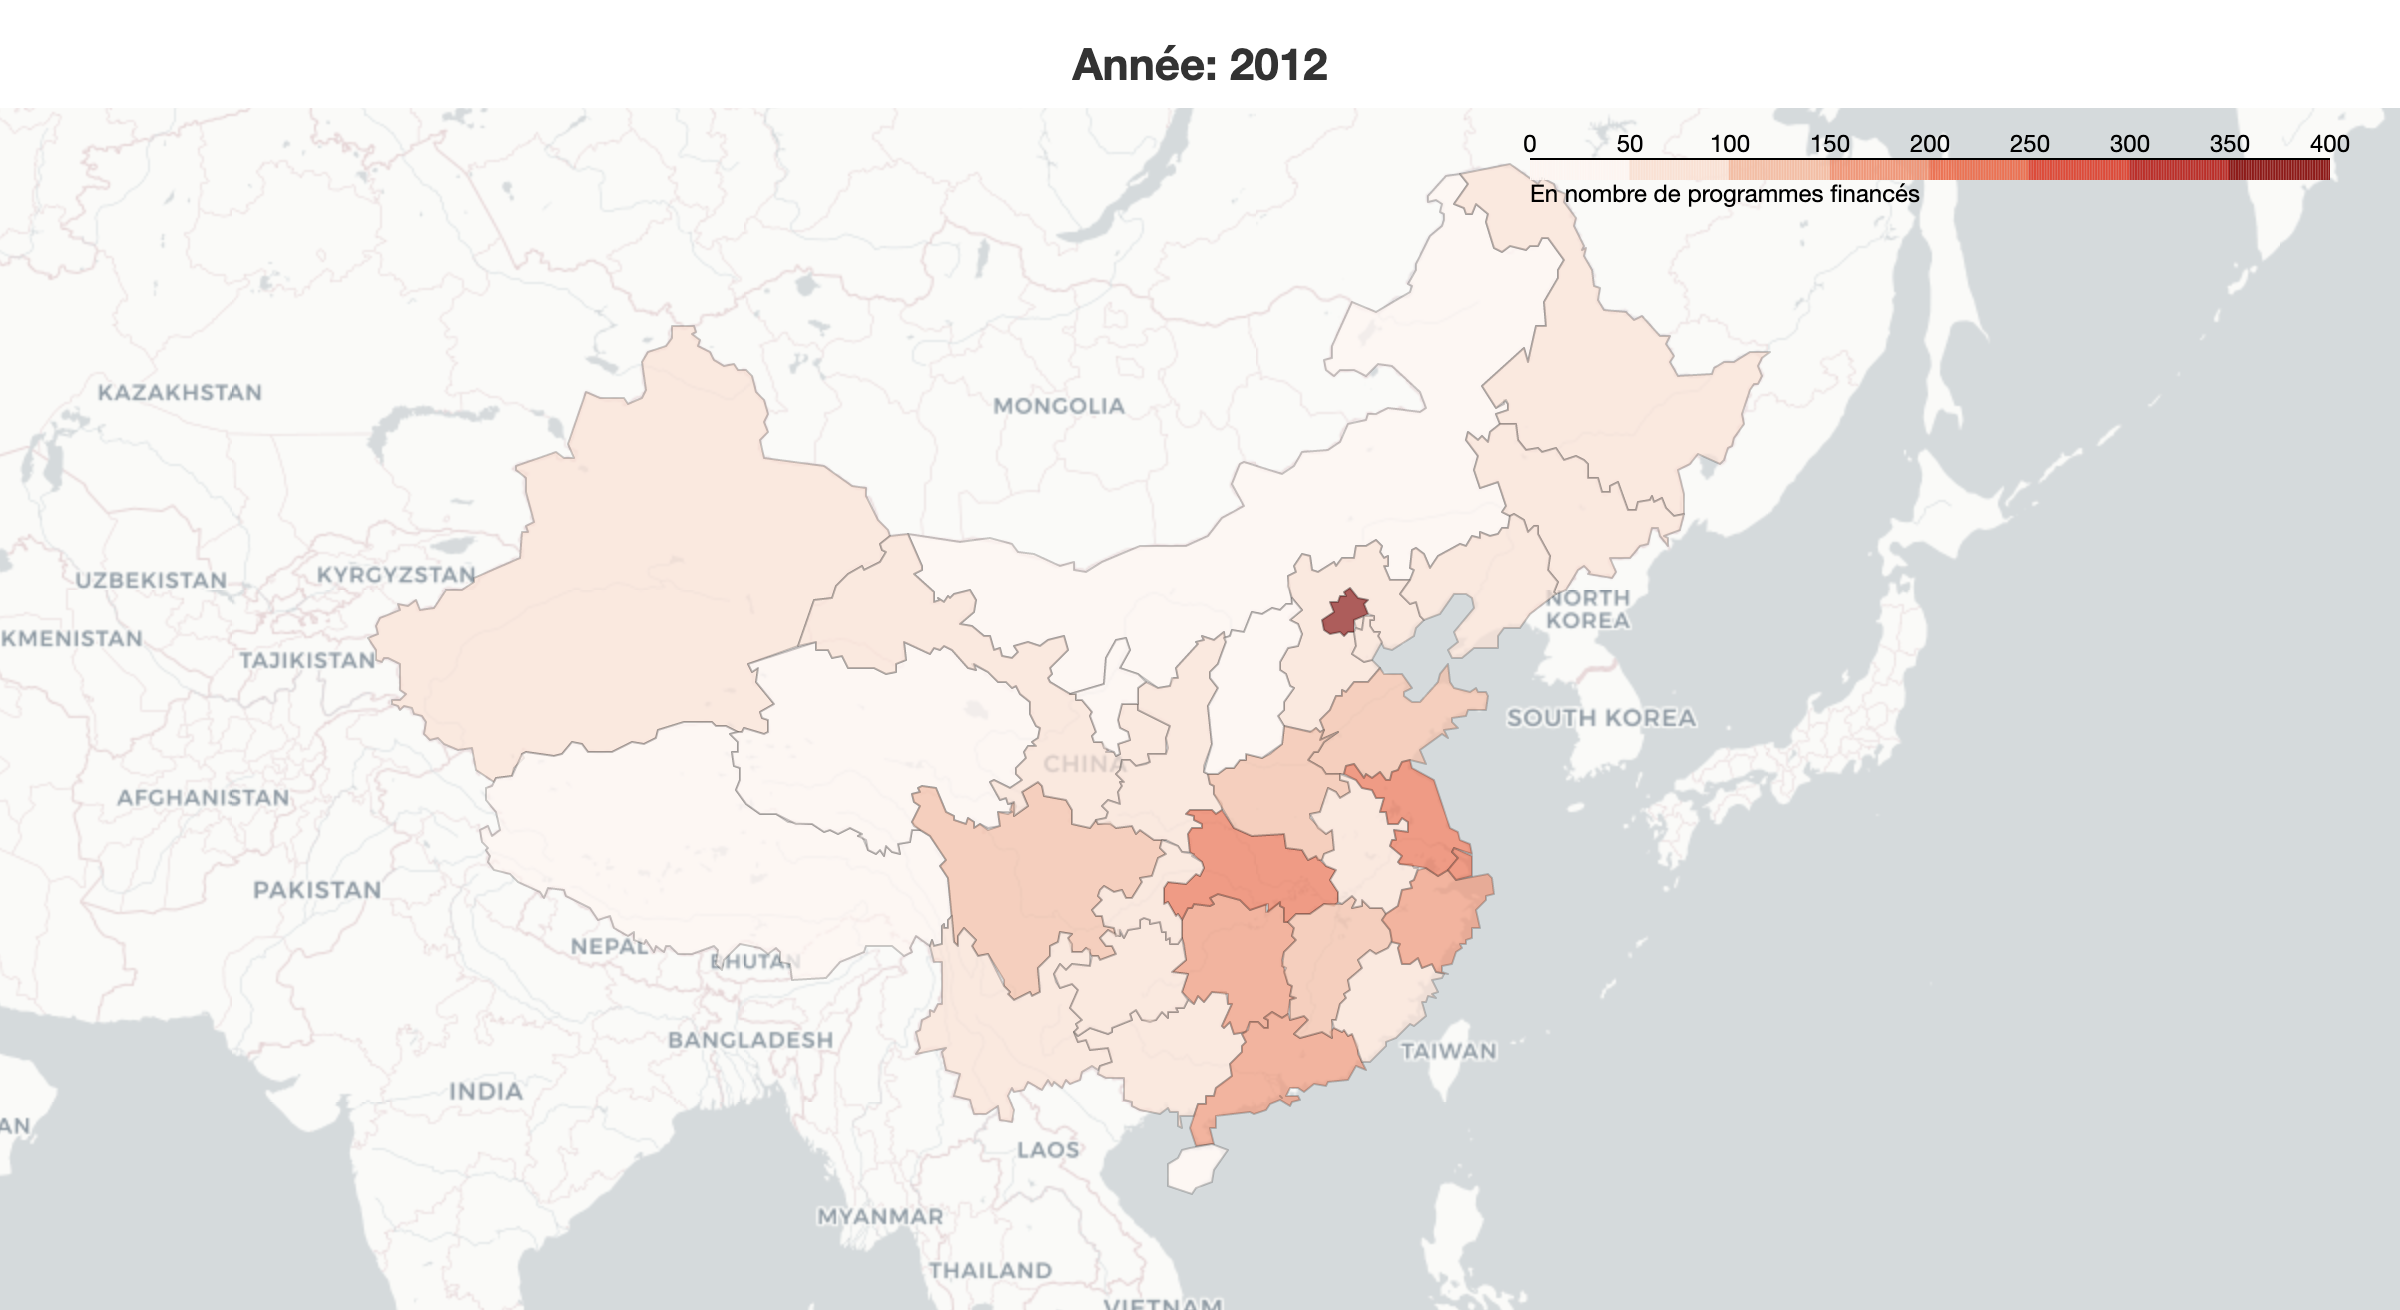 Année: 2012
0 50 100 150 200 250 300 350 400
En nombre de programmes financés
KAZAKHSTAN
MONGOLIA
UZBEKISTAN
KYRGYZSTAN
NORTH
KOREA
KMENISTAN
TAJIKISTAN
SOUTH KOREA
CHINA
AFGHANISTAN
PAKISTAN
NEPAL
BHUTAN
BANGLADESH
TAIWAN
INDIA
AN
LAOS
MYANMAR
THAILAND
VIETNAM